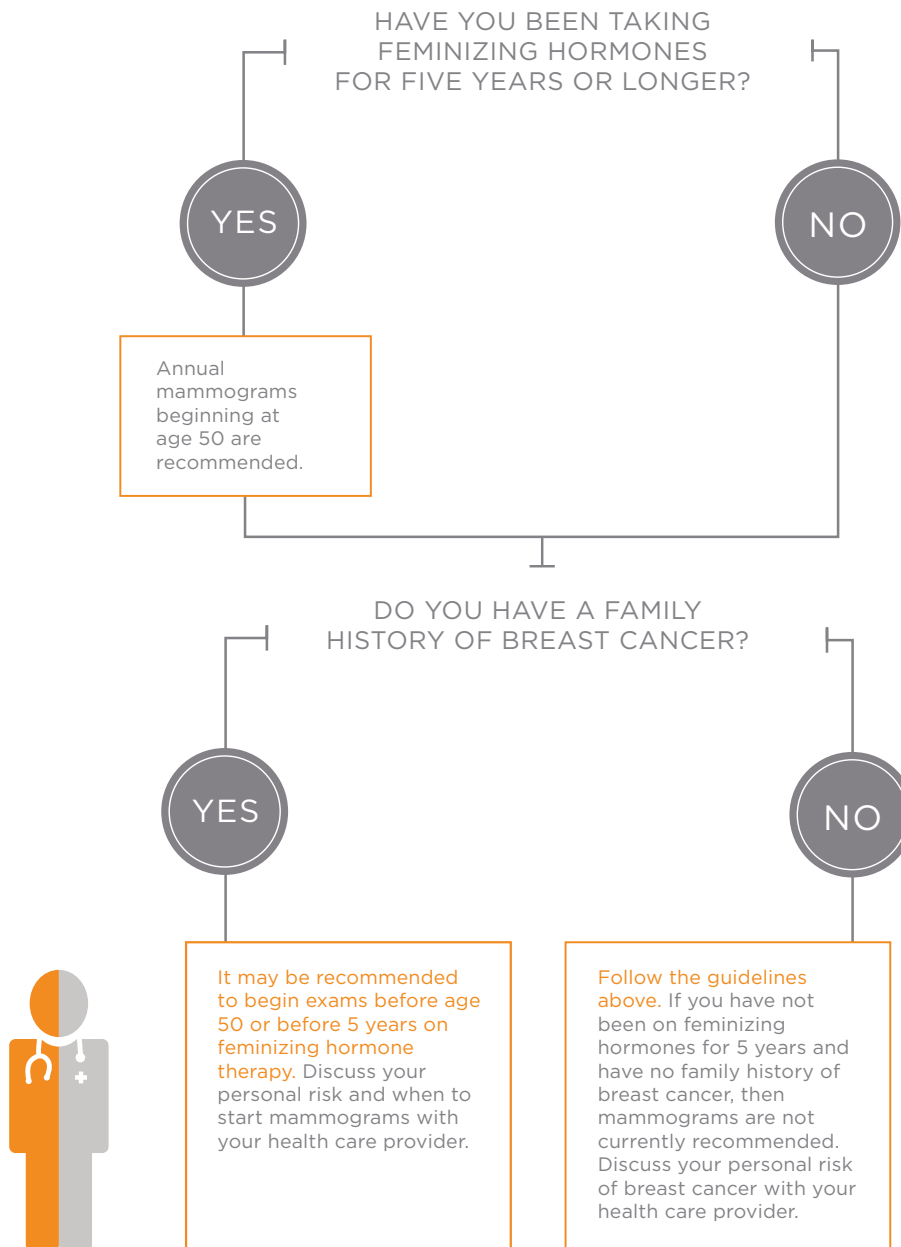 HAVE YOU BEEN TAKING
FEMINIZING HORMONES
FOR FIVE YEARS OR LONGER?
YES
NO
Annual
mammograms
beginning at
age 50 are
recommended.
DO YOU HAVE A FAMILY
HISTORY OF BREAST CANCER?
YES
NO
It may be recommended
to begin exams before age
50 or before 5 years on
feminizing hormone
therapy. Discuss your
personal risk and when to
start mammograms with
your health care provider.
Follow the guidelines
above. If you have not
been on feminizing
hormones for 5 years and
have no family history of
breast cancer, then
mammograms are not
currently recommended.
Discuss your personal risk
of breast cancer with your
health care provider.